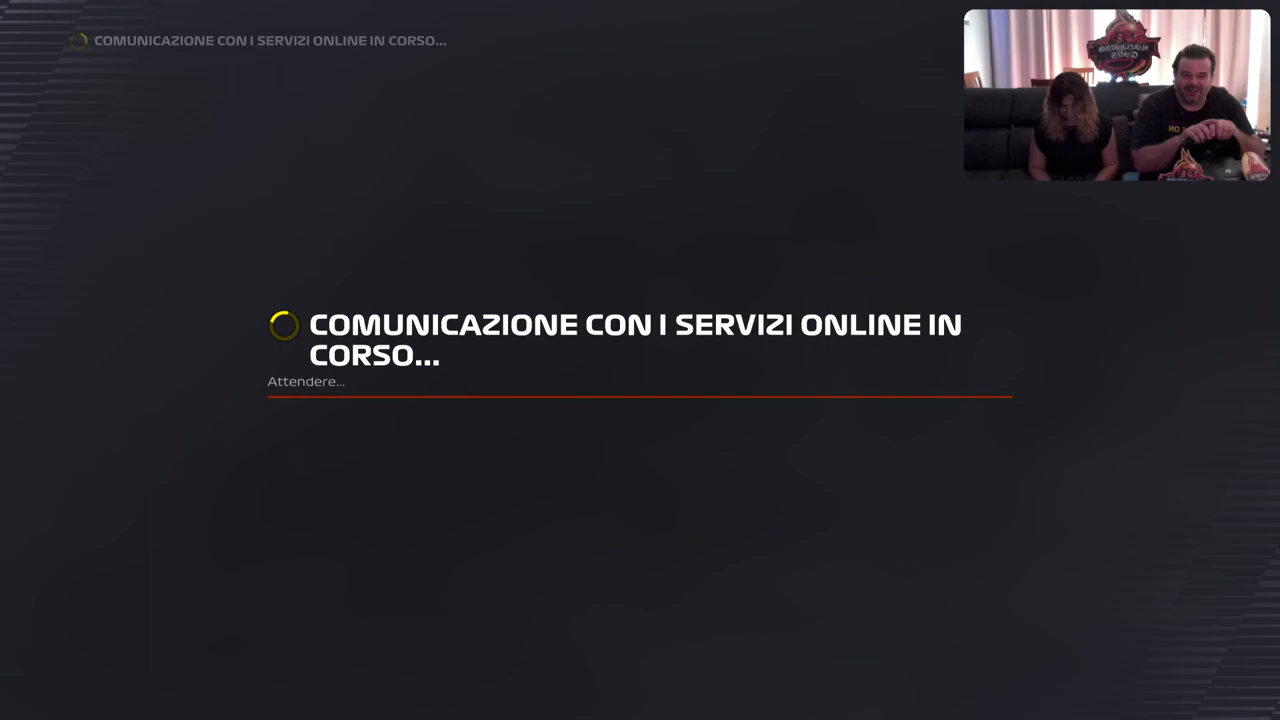 COMUNICAZIONE CON I SERVIZI ONLINE IN CORSO...
COMUNICAZIONE CON I SERVIZI ONLINE IN
CORSO...
Attendere...